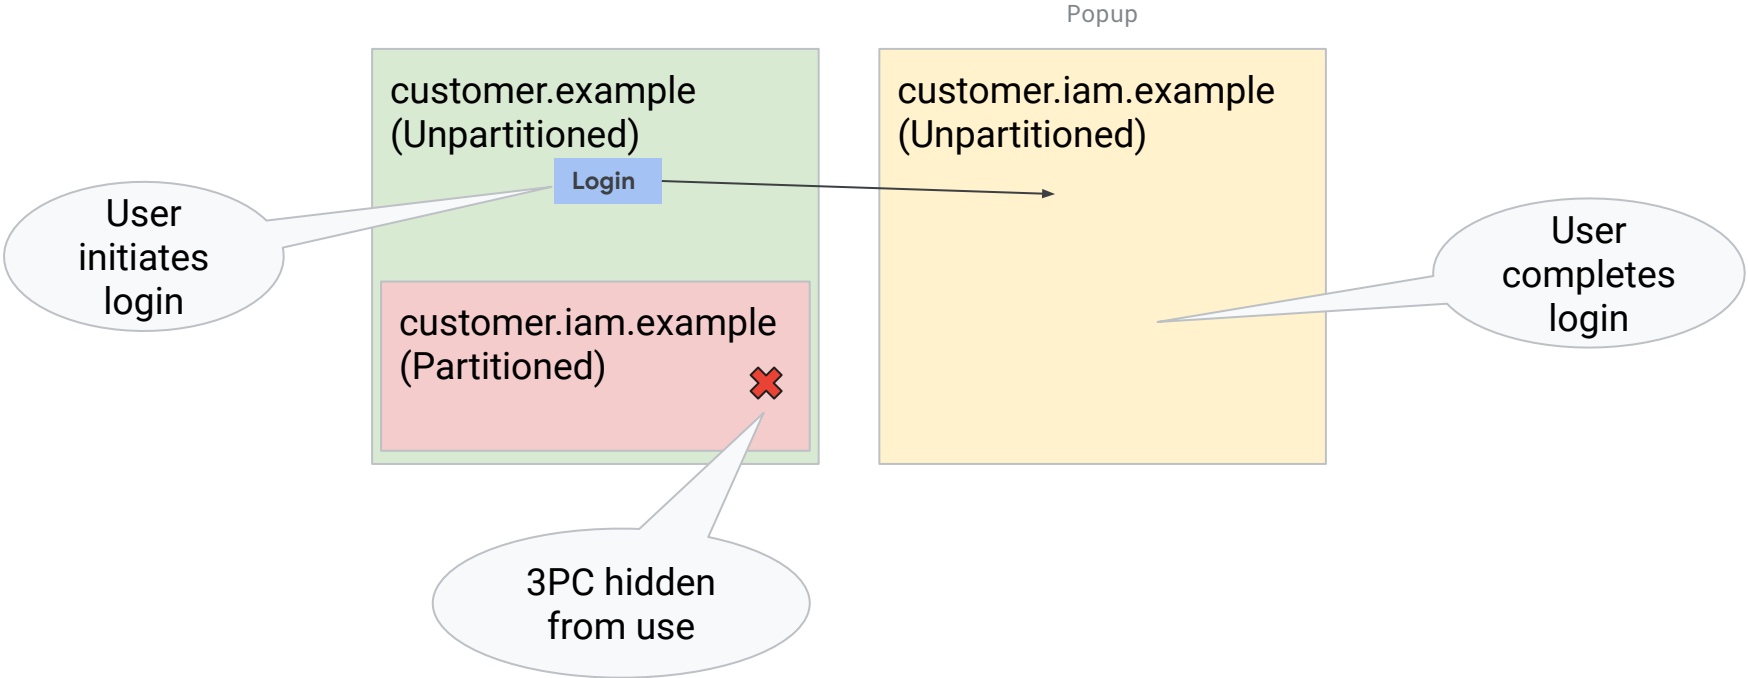 Popup
customer.example
(Unpartitioned)
Login
customer.iam.example
(Partitioned)
customer.iam.example
(Unpartitioned)
User
initiates
login
User
completes
login
3PC hidden
from use